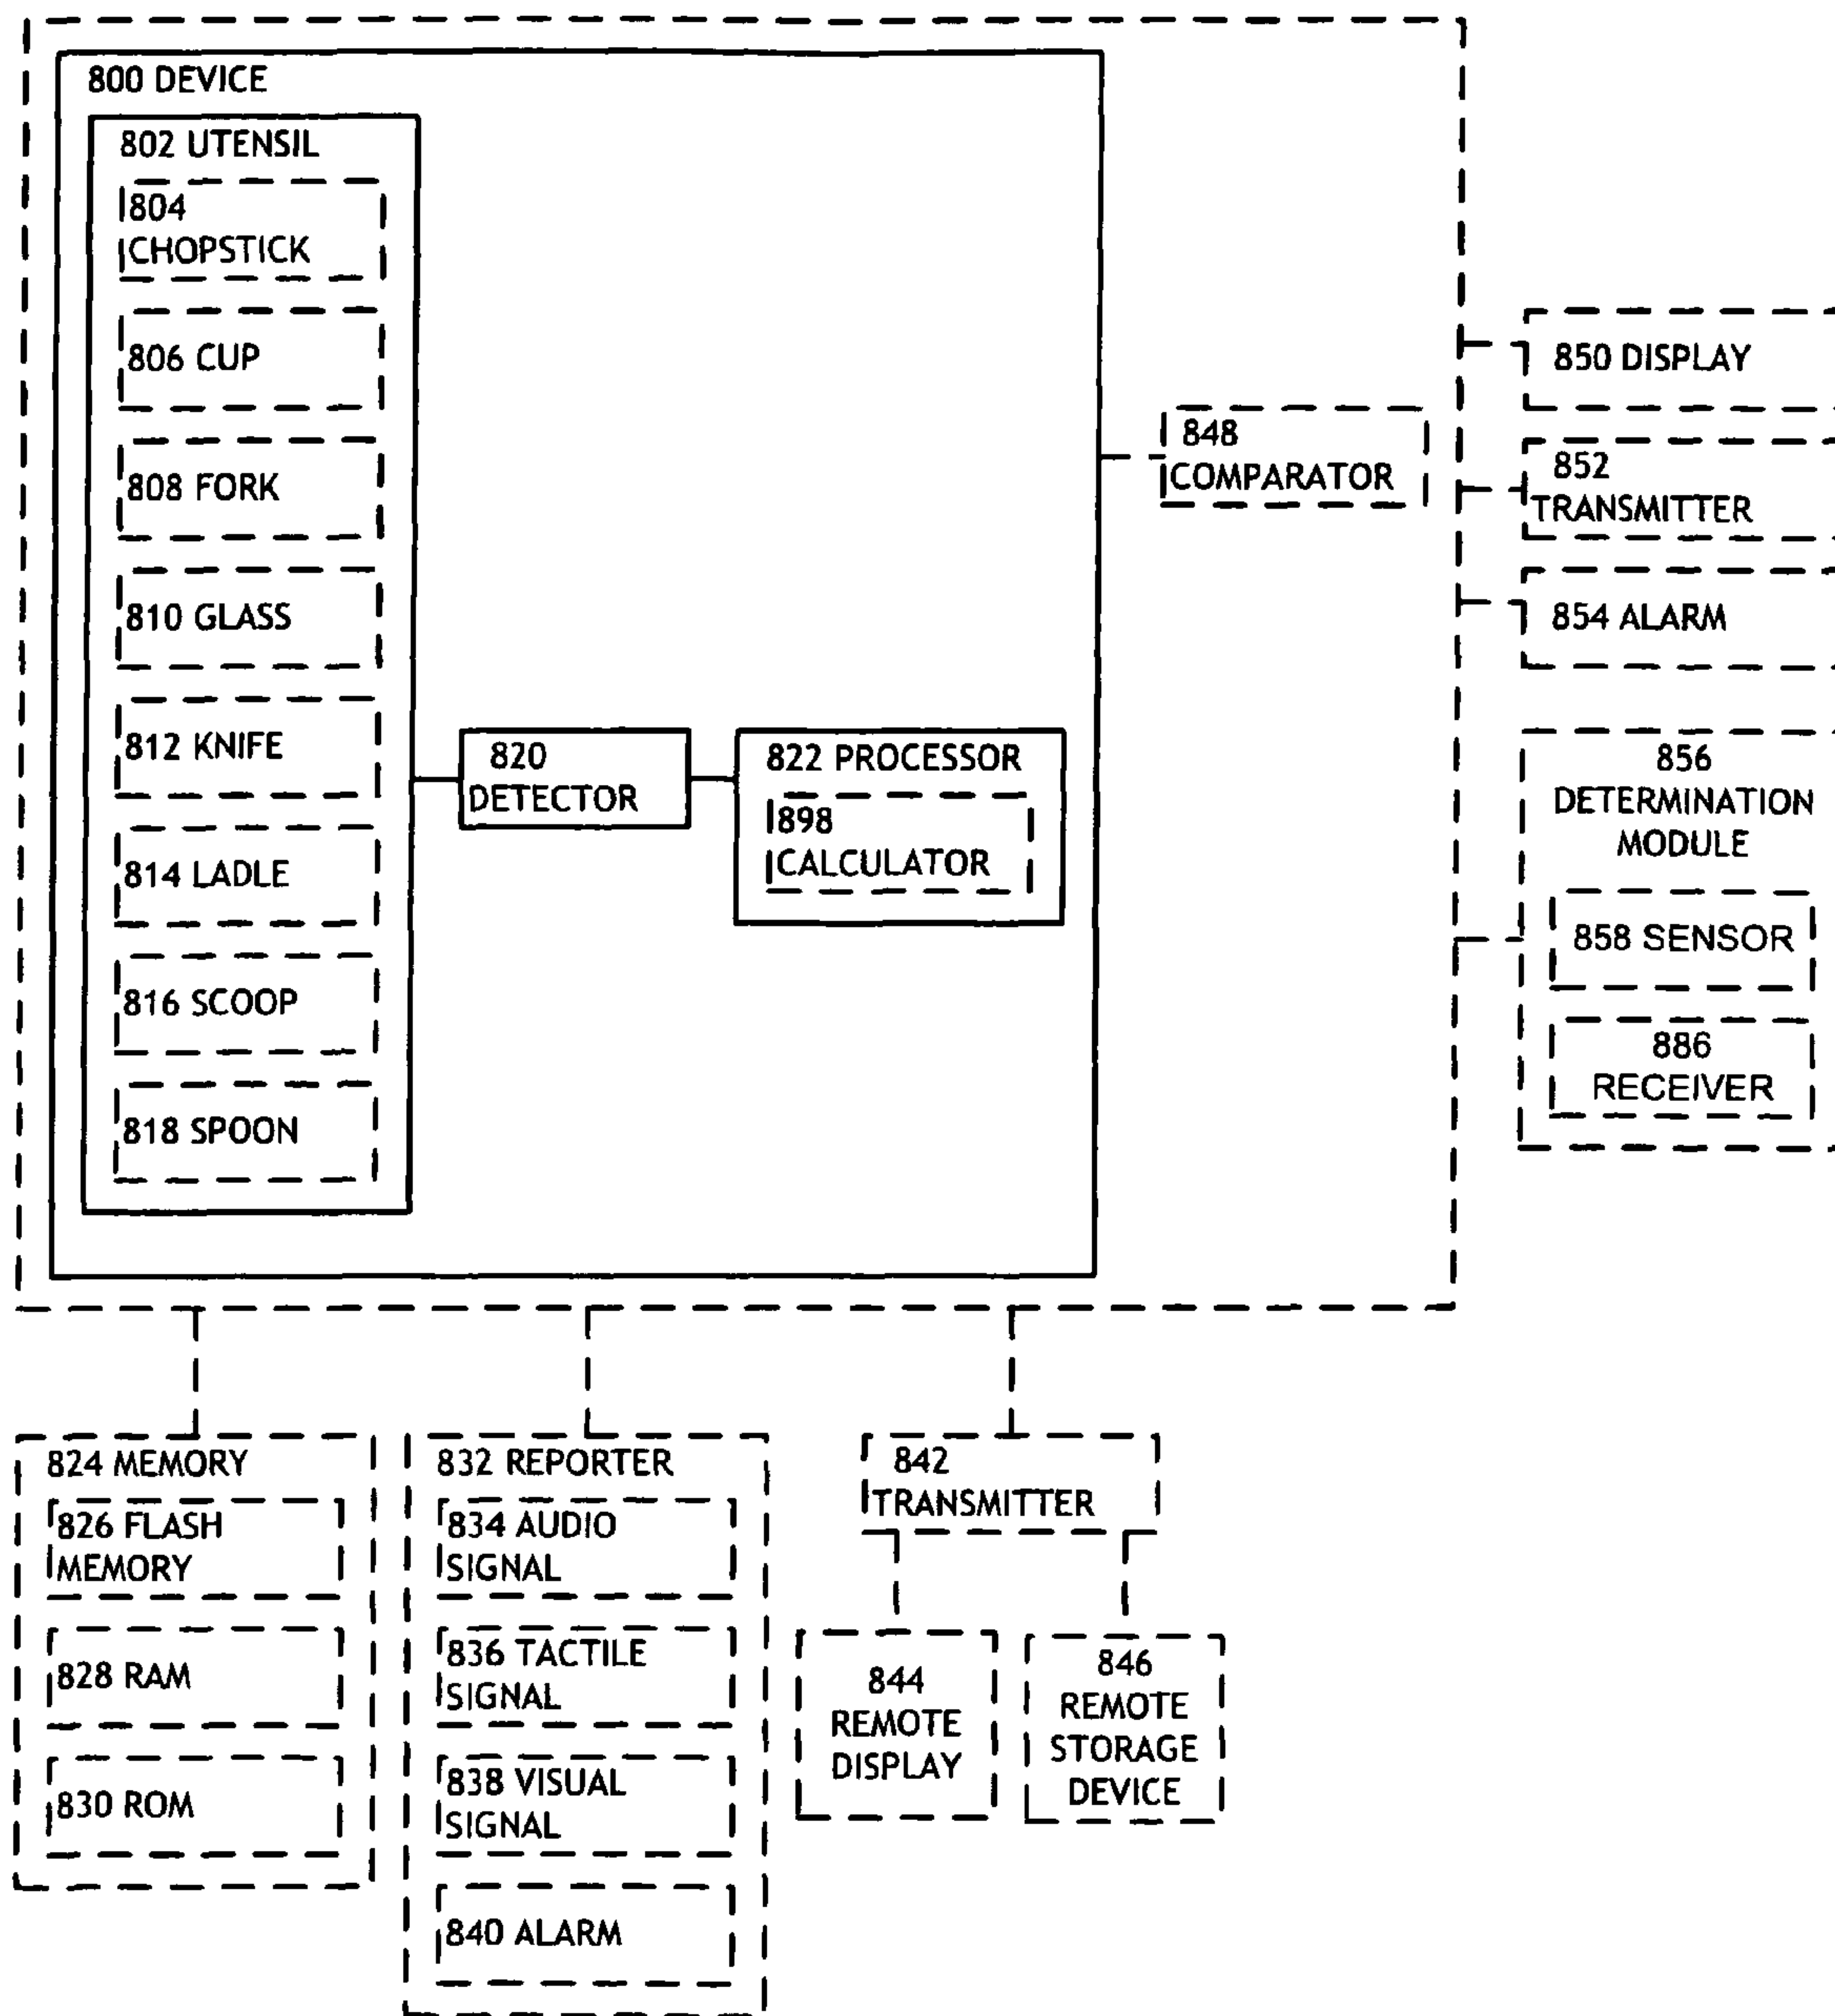 800 DEVICE
802 UTENSIL
804
CHOPSTICK
806 CUP
808 FORK
810 GLASS
812 KNIFE
814 LADLE
816 SCOOP
818 SPOON
820
DETECTOR
822 PROCESSOR
898
CALCULATOR
848
COMPARATOR
850 DISPLAY
852
TRANSMITTER
854 ALARM
856
DETERMINATION
MODULE
858 SENSOR
886
RECEIVER
824 MEMORY
826 FLASH
MEMORY
828 RAM
830 ROM
832 REPORTER
834 AUDIO
SIGNAL
836 TACTILE
SIGNAL
838 VISUAL
SIGNAL
840 ALARM
842
TRANSMITTER
844
REMOTE
DISPLAY
846
REMOTE
STORAGE
DEVICE